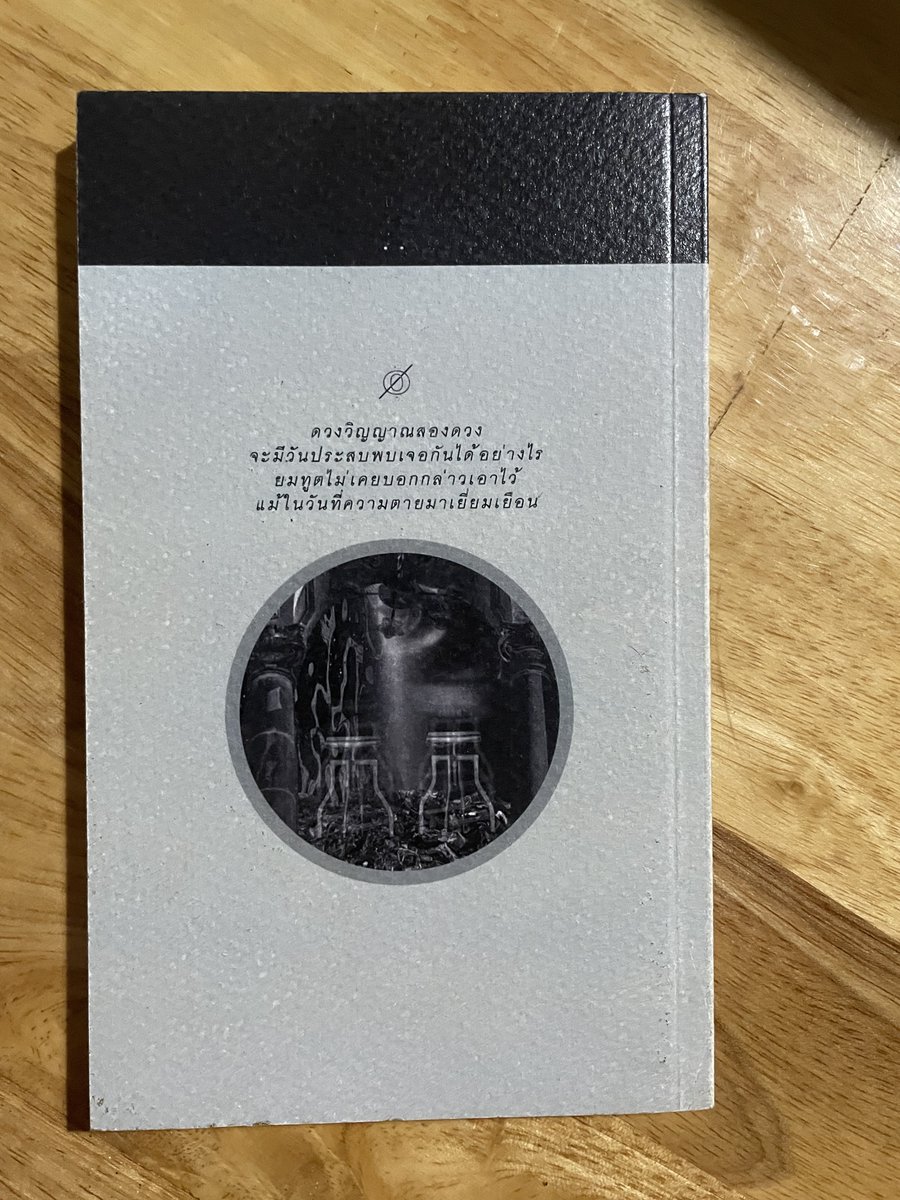 ดวงวิญญาณสองดวง
จะมีวันประสบพบเจอกันได้อย่างไร
ยมทูตไม่เคยบอกกล่าวเอาไว้
แม้ในวันที่ความตายมาเยี่ยมเยือน